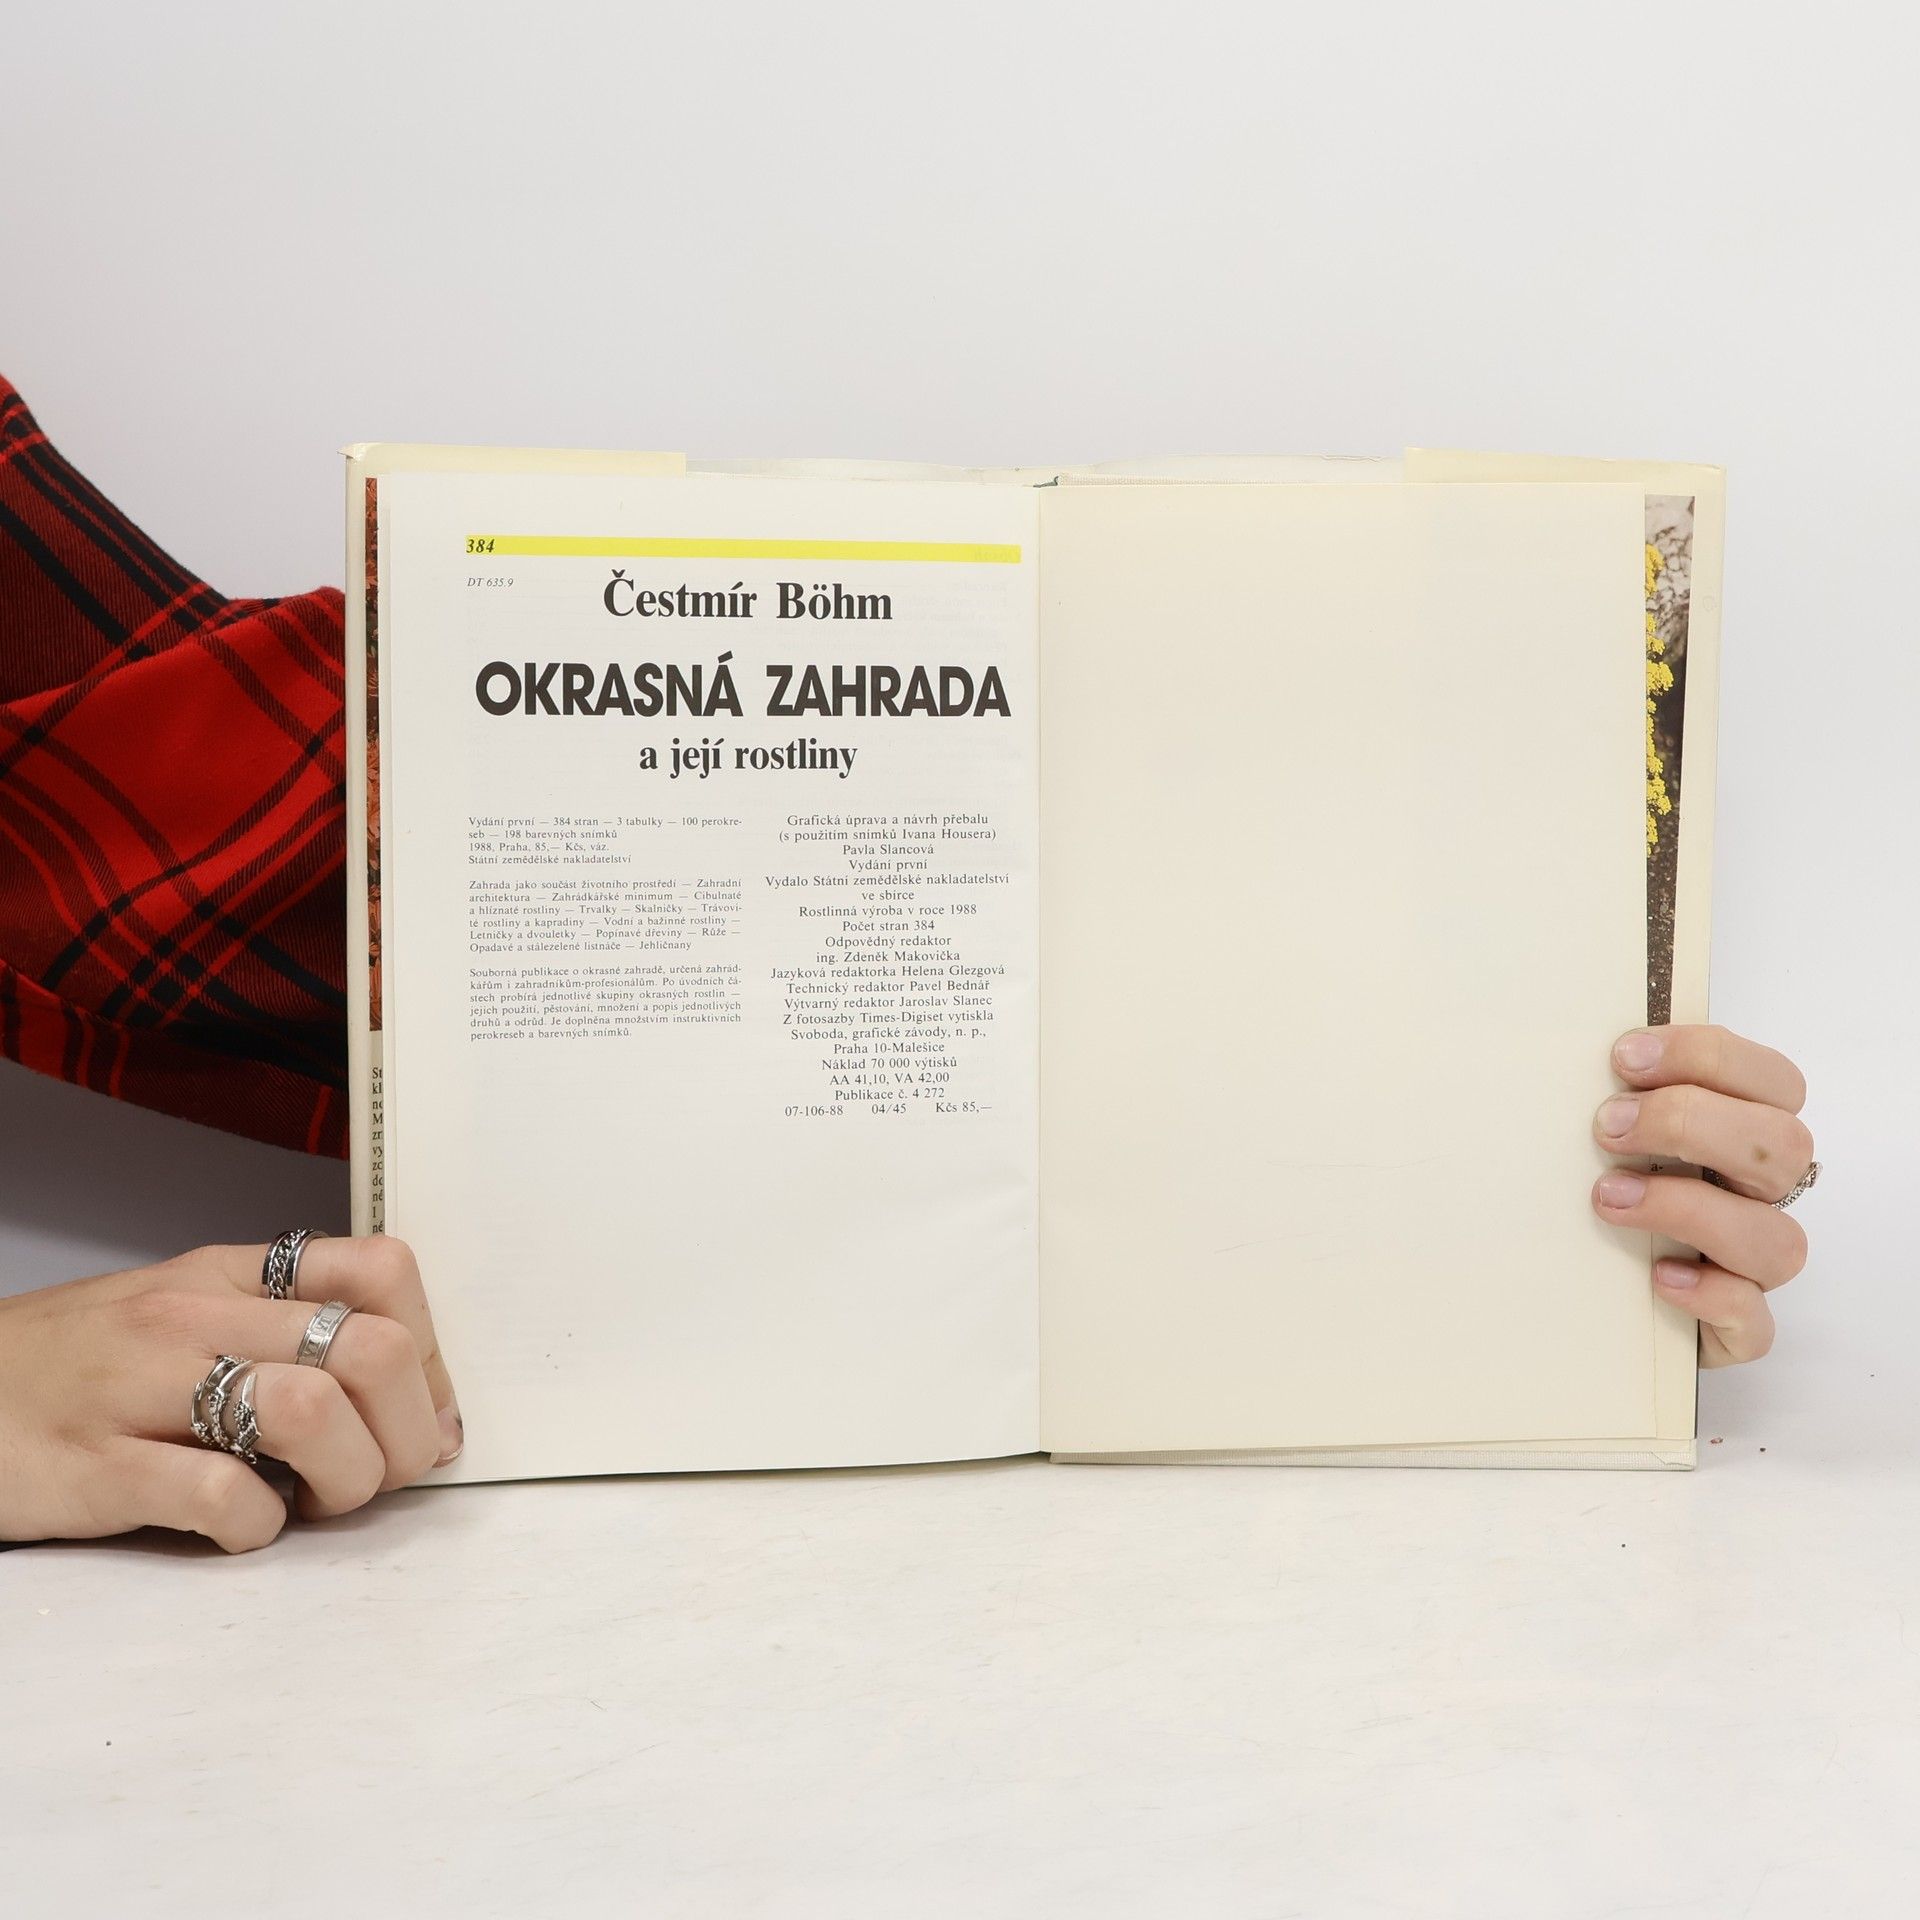 384
DT 635.9
Čestmír Böhm
OKRASNÁ ZAHRADA
a její rostliny
Vydání první — 384 stran — 3 tabulky — 100 perokre-
seb — 198 barevných snímků
1988, Praha, 85,— Kčs, váz.
Státní zemědělské nakladatelství
Zahrada jako součást životního prostředí — Zahradní
architektura — Zahrádkářské minimum — Cibulnaté
a hlíznaté rostliny — Trvalky — Skalničky — Trávovi-
té rostliny a kapradiny — Vodní a bažinné rostliny —
Letničky a dvouletky — Popínavé dřeviny — Růže —
Opadavé a stálezelené listnáče — Jehličnany
Souborná publikace o okrasné zahradě, určená zahrád-
kářům i zahradníkům-profesionálům. Po úvodních čá-
stech probírá jednotlivé skupiny okrasných rostlin —
jejich použití, pěstování, množení a popis jednotlivých
druhů a odrůd. Je doplněna množstvím instruktivních
perokreseb a barevných snímků.
Grafická úprava a návrh přebalu
(s použitím snímků Ivana Housera)
Pavla Slancová
Vydání první
Vydalo Státní zemědělské nakladatelství
ve sbírce
Rostlinná výroba v roce 1988
Počet stran 384
Odpovědný redaktor
ing. Zdeněk Makovička
Jazyková redaktorka Helena Glezgová
Technický redaktor Pavel Bednář
Výtvarný redaktor Jaroslav Slanec
Z fotosazby Times-Digiset vytiskla
Svoboda, grafické závody, n. p.,
Praha 10-Malešice
Náklad 70 000 výtisků
AA 41,10, VA 42,00
Publikace č. 4 272
07-106-88 04/45 Kčs 85,—